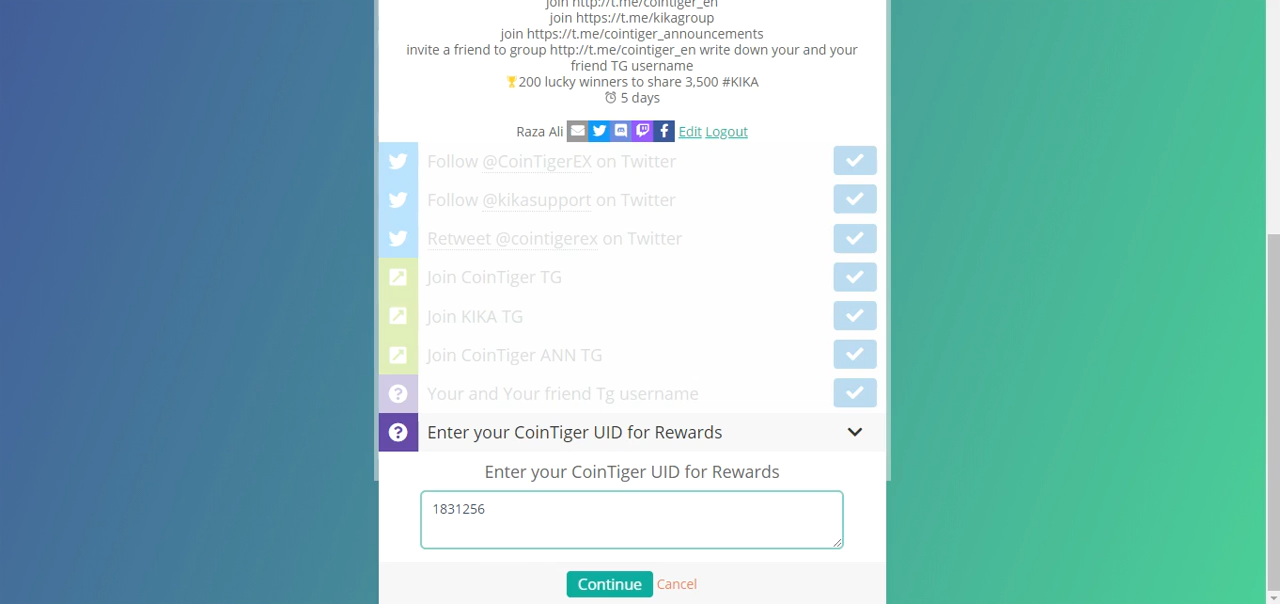 join http://t.me/cointiger_en
join https://t.me/kikagroup
join https://t.me/cointiger_announcements
invite a friend to group http://t.me/cointiger_en write down your and your
friend TG username
🏆200 lucky winners to share 3,500 #KIKA
⏰ 5 days
Raza Ali Edit Logout
Follow @CoinTigerEX on Twitter
Follow @kikasupport on Twitter
Retweet @cointigerex on Twitter
Join CoinTiger TG
Join KIKA TG
Join CoinTiger ANN TG
Your and Your friend Tg username
Enter your CoinTiger UID for Rewards
Enter your CoinTiger UID for Rewards
1831256
Continue Cancel